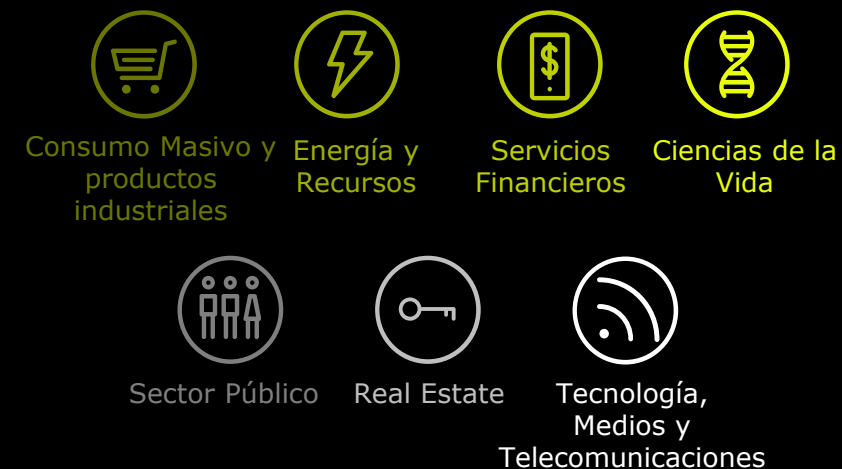 $
Consumo Masivo y
productos
industriales
Energía y
Recursos
Servicios
Financieros
Ciencias de la
Vida
Sector Público
Real Estate
Tecnología,
Medios y
Telecomunicaciones